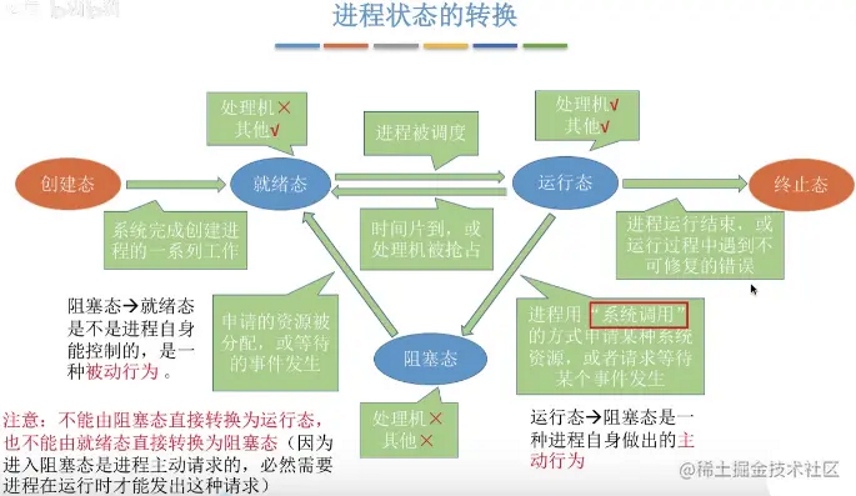 bilibili
进程状态的转换
处理机×
其他√
进程被调度
处理机√
其他√
创建态
就绪态
运行态
终止态
系统完成创建进
程的一系列工作
时间片到，或
处理机被抢占
进程运行结束，或
运行过程中遇到不
可修复的错误
阻塞态→就绪态
是不是进程自身
能控制的，是一
种被动行为。
申请的资源被
分配，或等待
的事件发生
阻塞态
进程用“系统调用”
的方式申请某种系统
资源，或者请求等待
某个事件发生
处理机×
其他×
注意：不能由阻塞态直接转换为运行态，
也不能由就绪态直接转换为阻塞态（因为
进入阻塞态是进程主动请求的，必然需要
进程在运行时才能发出这种请求）
运行态→阻塞态是一
种进程自身做出的主
动行为
@稀土掘金技术社区